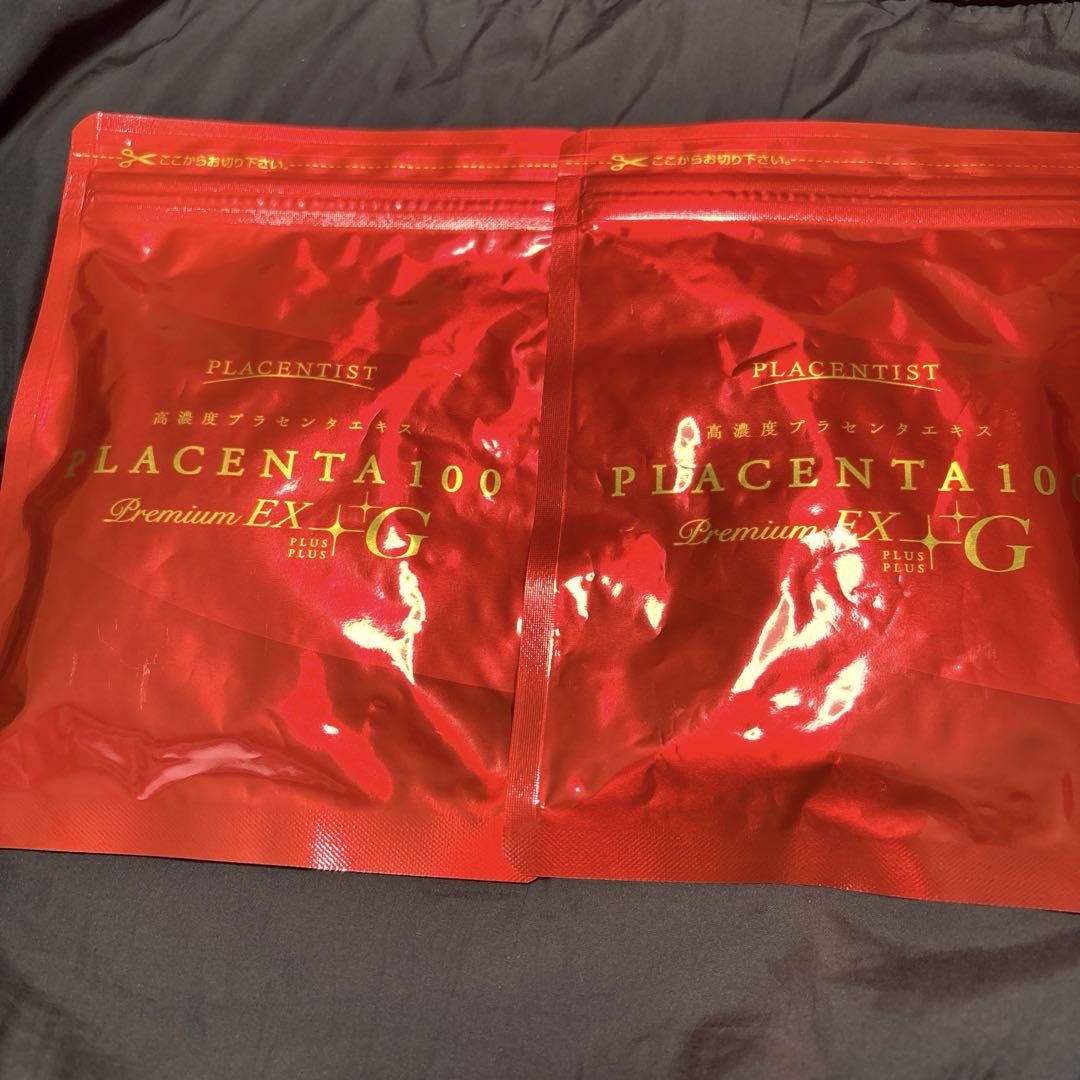 ここからお切り下さい。
PLACENTIST
高濃度プラセンタエキス
PLACENTA 100
Premium EX G
PLUS
PLUS
ここからお切り下さい。
PLACENTIST
高濃度プラセンタエキス
PLACENTA 100
Premium EX G
PLUS
PLUS